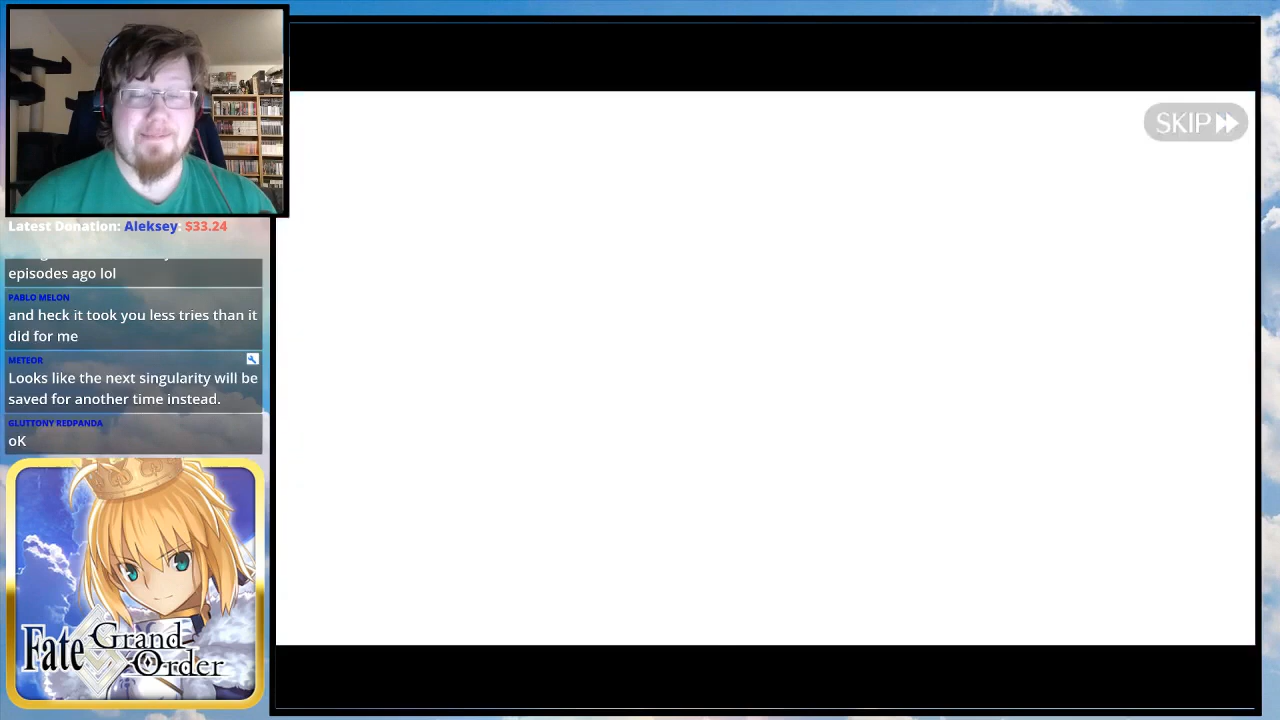 SKIP
Latest Donation: Aleksey: $33.24
episodes ago lol
PABLO MELON
and heck it took you less tries than it
did for me
METEOR
Looks like the next singularity will be
saved for another time instead.
GLUTTONY REDPANDA
oK
Fate Grand
Order